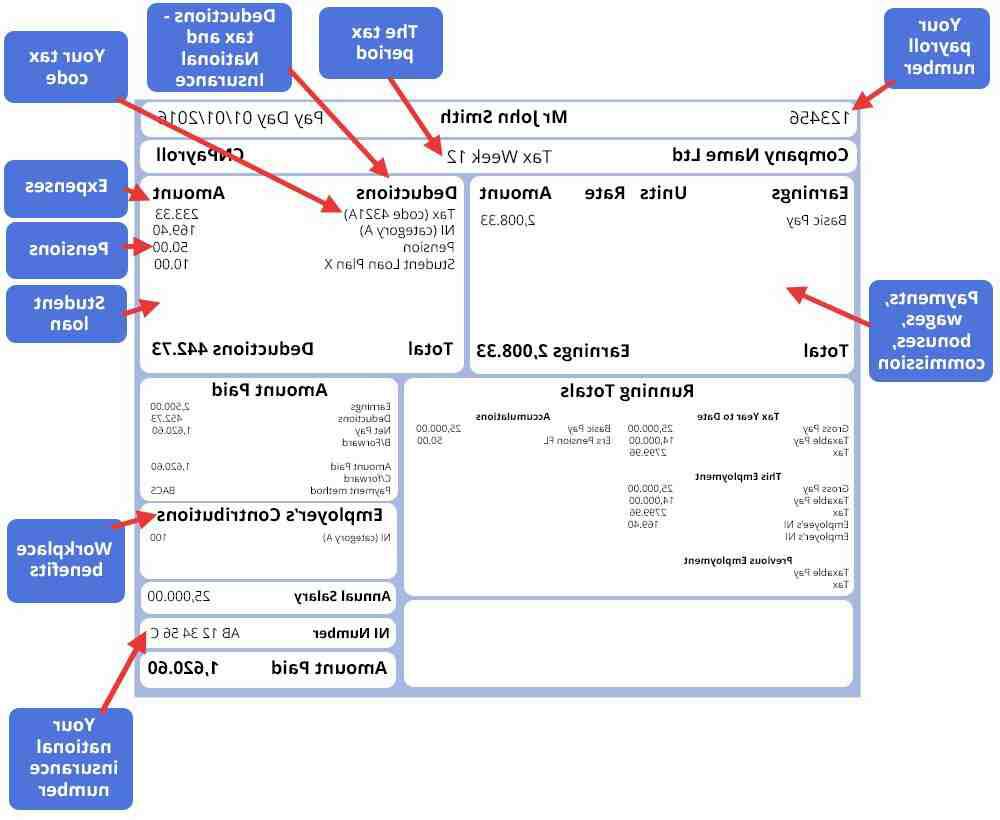 Your
payroll
number
The tax
period
Deductions -
tax and
National
Insurance
Your tax
code
123456 Mr John Smith Pay Day 01/01/2016
Company Name Ltd Tax Week 12 CNPayroll
Earnings Units Rate Amount
Basic Pay 2,008.33
Total Earnings 2,008.33
Deductions Amount
Tax (code 4321A) 233.33
NI (category A) 169.40
Pension 50.00
Student Loan Plan X 10.00
Total Deductions 442.73
Expenses
Pensions
Student
loan
Payments,
wages,
bonuses,
commission
Running Totals
Tax Year to Date
Gross Pay 25,000.00
Taxable Pay 14,000.00
Tax 2799.96
This Employment
Gross Pay 25,000.00
Taxable Pay 14,000.00
Tax 2799.96
Employee's NI 169.40
Employer's NI
Previous Employment
Taxable Pay
Tax
Accumulations
Basic Pay 25,000.00
Ers Pension FL 50.00
Amount Paid
Earnings 2,500.00
Deductions 452.73
Net Pay 1,620.60
B/Forward
Amount Paid 1,620.60
C/forward
Payment method BACS
Employer's Contributions
NI (category A) 100
Annual Salary 25,000.00
NI Number AB 12 34 56 C
Amount Paid 1,620.60
Workplace
benefits
Your
national
insurance
number